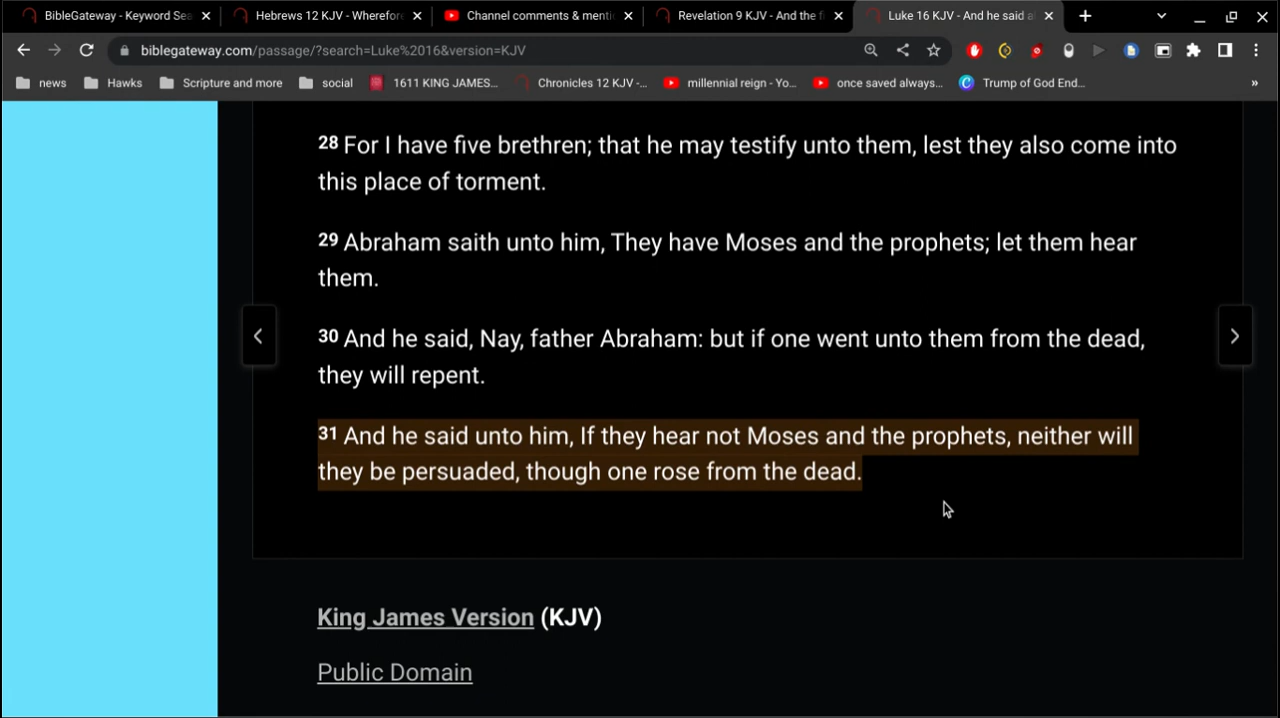 BibleGateway - Keyword Sea
Hebrews 12 KJV - Wherefore
Channel comments & menti
Revelation 9 KJV - And the fi
Luke 16 KJV - And he said a
biblegateway.com/passage/?search=Luke%2016&version=KJV
news
Hawks
Scripture and more
social
1611 KING JAMES...
Chronicles 12 KJV -...
millennial reign - Yo...
once saved always...
Trump of God End...
28 For I have five brethren; that he may testify unto them, lest they also come into
this place of torment.
29 Abraham saith unto him, They have Moses and the prophets; let them hear
them.
30 And he said, Nay, father Abraham: but if one went unto them from the dead,
they will repent.
31 And he said unto him, If they hear not Moses and the prophets, neither will
they be persuaded, though one rose from the dead.
King James Version (KJV)
Public Domain